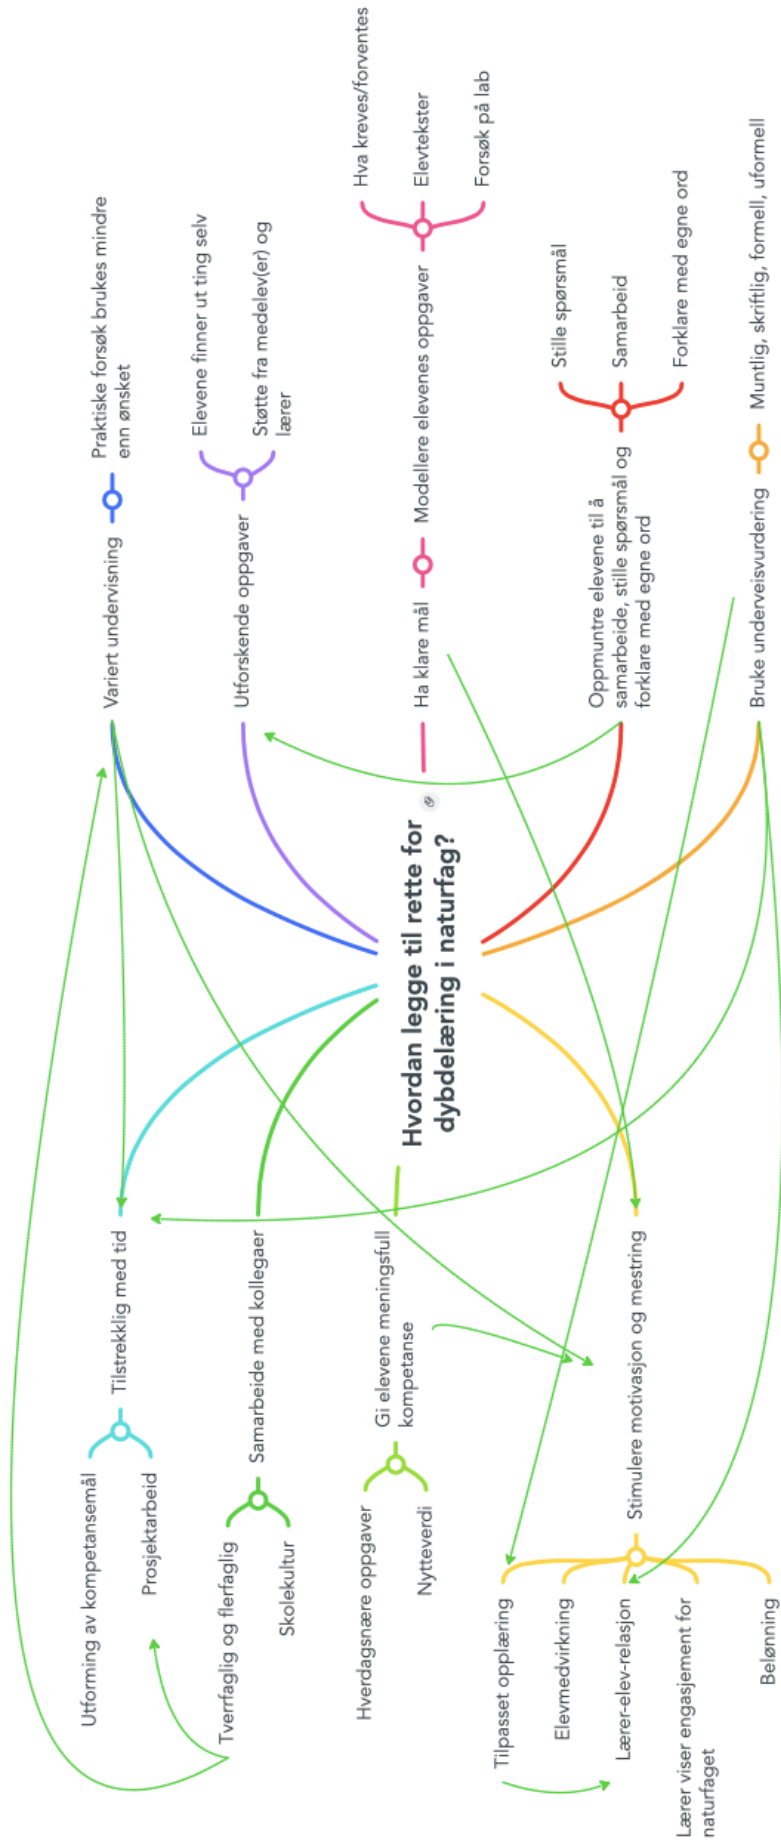 Hvordan legge til rette for
dybdelæring i naturfag?
Variert undervisning
Praktiske forsøk brukes mindre
enn ønsket
Utforskende oppgaver
Elevene finner ut ting selv
Støtte fra medelev(er) og
lærer
Ha klare mål
Modellere elevenes oppgaver
Hva kreves/forventes
Elevtekster
Forsøk på lab
Oppmuntre elevene til å
samarbeide, stille spørsmål og
forklare med egne ord
Stille spørsmål
Samarbeid
Forklare med egne ord
Bruke underveisvurdering
Muntlig, skriftlig, formell, uformell
Tilstrekklig med tid
Utforming av kompetansemål
Prosjektarbeid
Samarbeide med kollegaer
Tverrfaglig og flerfaglig
Skolekultur
Gi elevene meningsfull
kompetanse
Hverdagsnære oppgaver
Nytteverdi
Stimulere motivasjon og mestring
Tilpasset opplæring
Elevmedvirkning
Lærer-elev-relasjon
Lærer viser engasjement for
naturfaget
Belønning